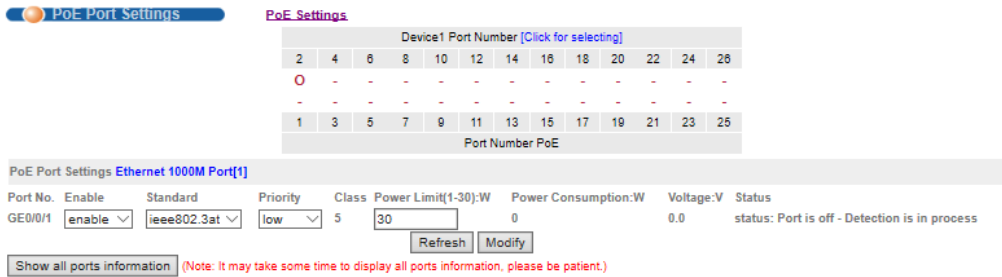 PoE Port Settings PoE Settings
Device1 Port Number [Click for selecting]
2 4 6 8 10 12 14 16 18 20 22 24 26
O - - - - - - - - - - - -
- - - - - - - - - - - - -
1 3 5 7 9 11 13 15 17 19 21 23 25
Port Number PoE
PoE Port Settings Ethernet 1000M Port[1]
Port No. Enable Standard Priority Class Power Limit(1-30):W Power Consumption:W Voltage:V Status
GE0/0/1 enable ieee802.3at low 5 30 0 0.0 status: Port is off - Detection is in process
Refresh Modify
Show all ports information (Note: It may take some time to display all ports information, please be patient.)